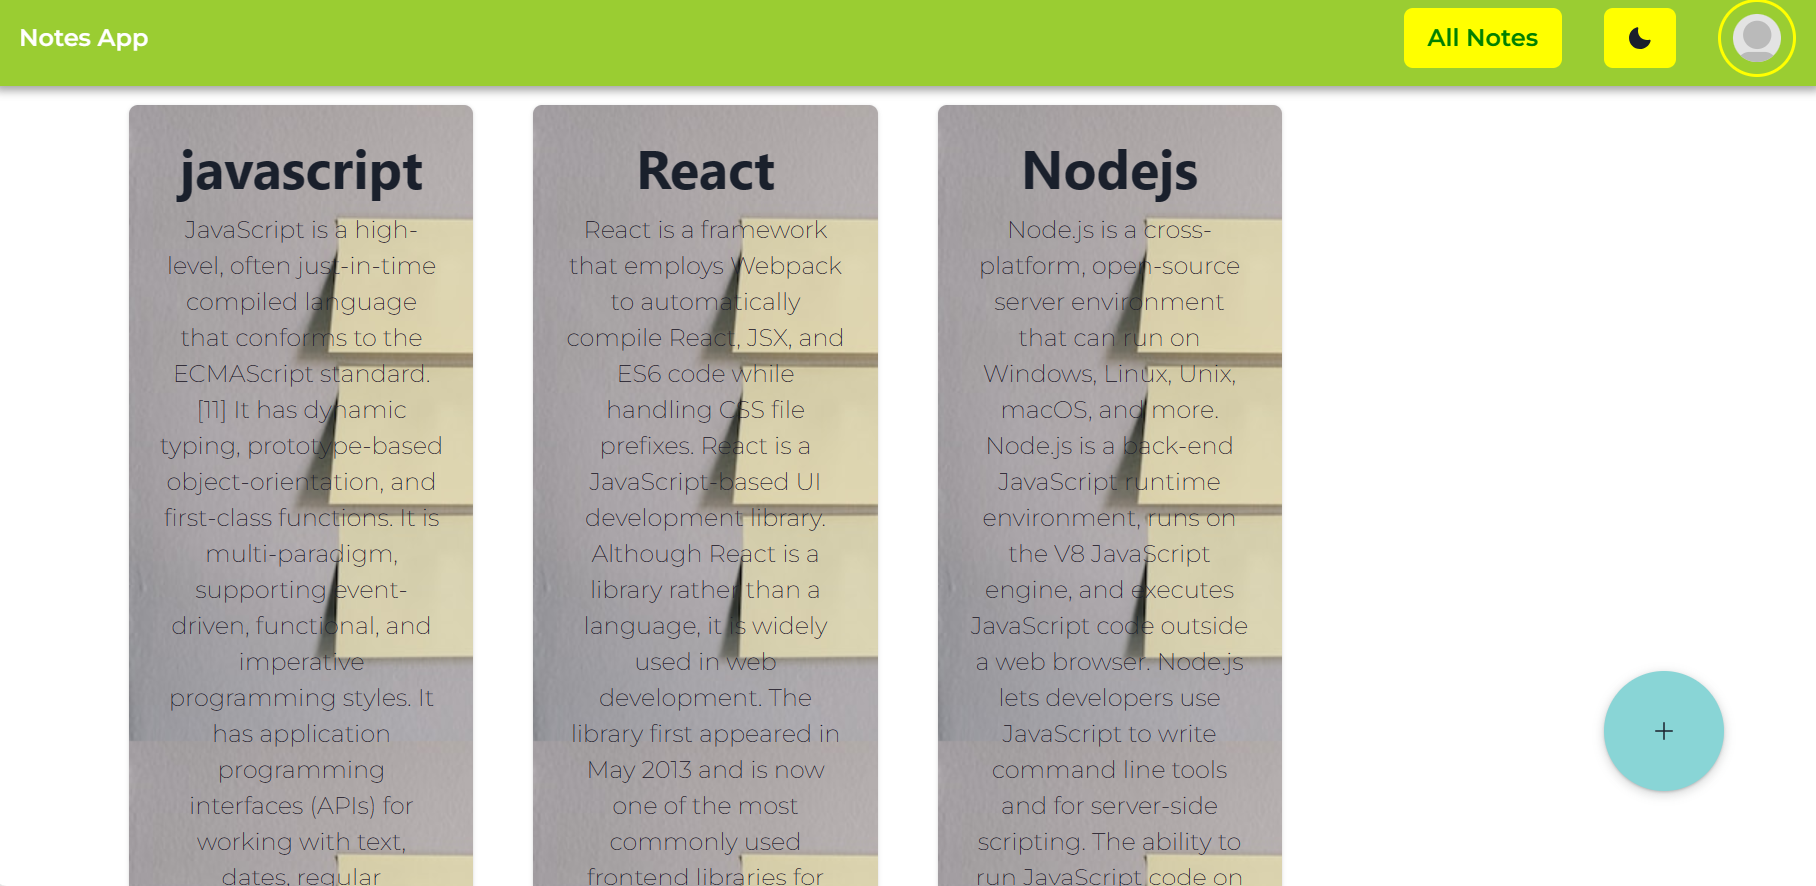 Notes App
All Notes
javascript
JavaScript is a high-
level, often just-in-time
compiled language
that conforms to the
ECMAScript standard.
[11] It has dynamic
typing, prototype-based
object-orientation, and
first-class functions. It is
multi-paradigm,
supporting event-
driven, functional, and
imperative
programming styles. It
has application
programming
interfaces (APIs) for
working with text,
dates, regular
React
React is a framework
that employs Webpack
to automatically
compile React, JSX, and
ES6 code while
handling CSS file
prefixes. React is a
JavaScript-based UI
development library.
Although React is a
library rather than a
language, it is widely
used in web
development. The
library first appeared in
May 2013 and is now
one of the most
commonly used
frontend libraries for
Nodejs
Node.js is a cross-
platform, open-source
server environment
that can run on
Windows, Linux, Unix,
macOS, and more.
Node.js is a back-end
JavaScript runtime
environment, runs on
the V8 JavaScript
engine, and executes
JavaScript code outside
a web browser. Node.js
lets developers use
JavaScript to write
command line tools
and for server-side
scripting. The ability to
run JavaScript code on
+